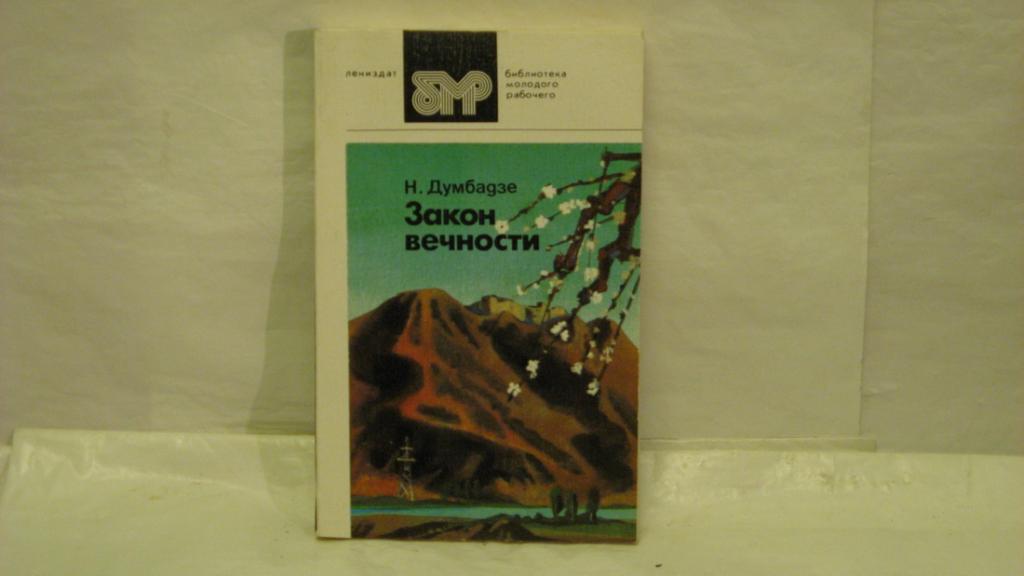 лениздат
бмр
библиотека
молодого
рабочего
Н. Думбадзе
Закон
вечности